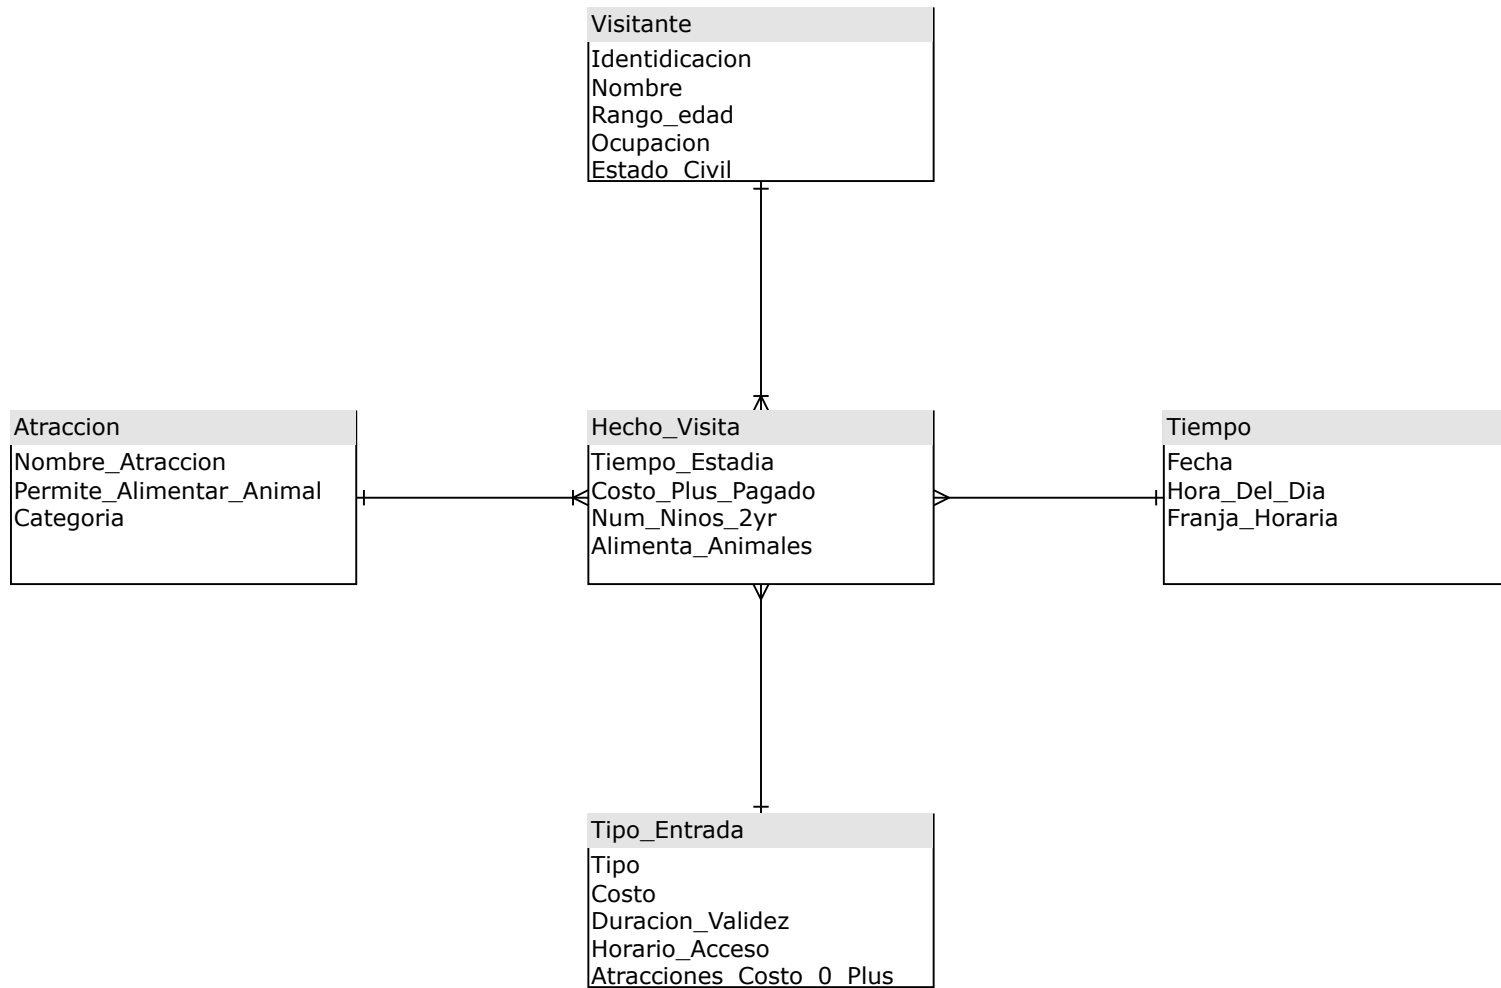 Visitante
Identidicacion
Nombre
Rango_edad
Ocupacion
Estado_Civil
Atraccion
Nombre_Atraccion
Permite_Alimentar_Animal
Categoria
Hecho_Visita
Tiempo_Estadia
Costo_Plus_Pagado
Num_Ninos_2yr
Alimenta_Animales
Tiempo
Fecha
Hora_Del_Dia
Franja_Horaria
Tipo_Entrada
Tipo
Costo
Duracion_Validez
Horario_Acceso
Atracciones_Costo_0_Plus